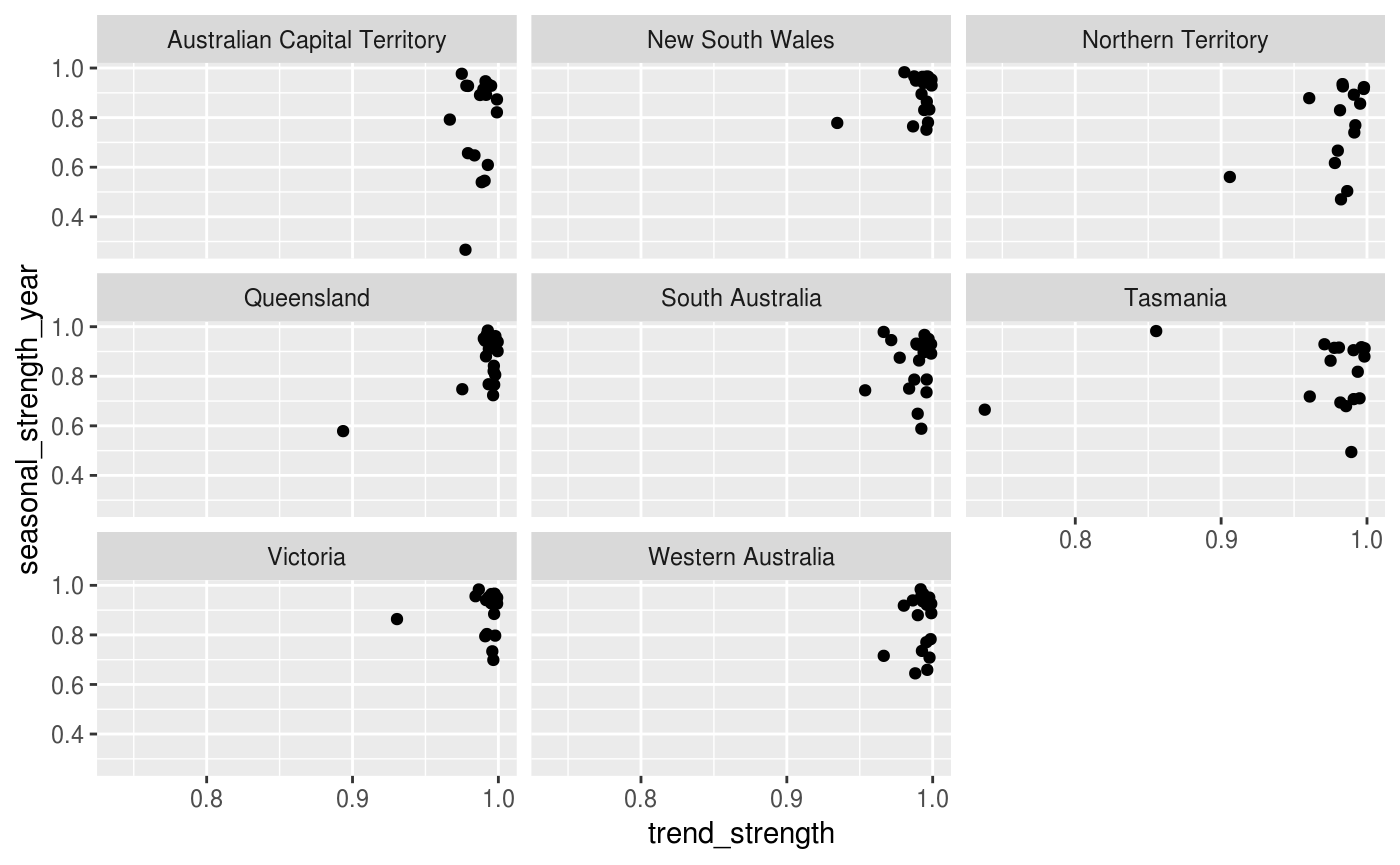 Australian Capital Territory
New South Wales
Northern Territory
1.0
0.8
0.6
0.4
Queensland
South Australia
Tasmania
1.0
0.8
0.6
0.4
0.8 0.9 1.0
Victoria
Western Australia
1.0
0.8
0.6
0.4
0.8 0.9 1.0
0.8 0.9 1.0
trend_strength
seasonal_strength_year